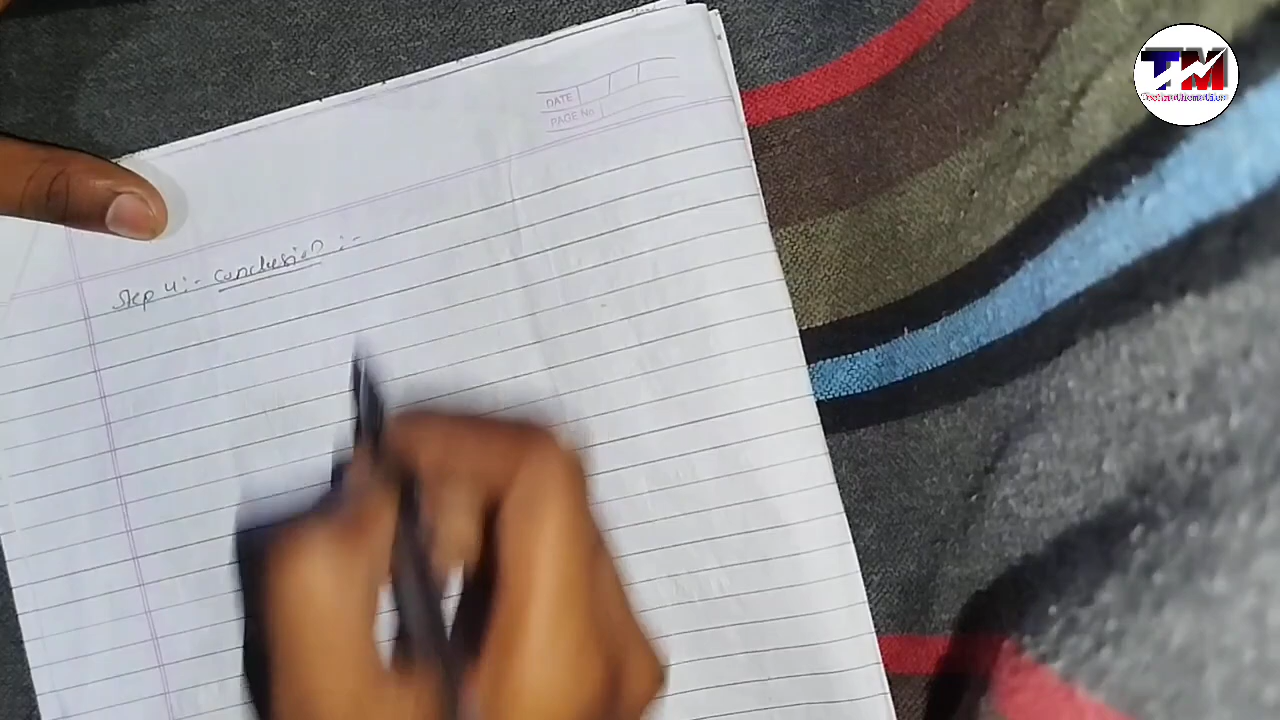 TM
DATE
PAGE No
Step 4:- Conclusion :-